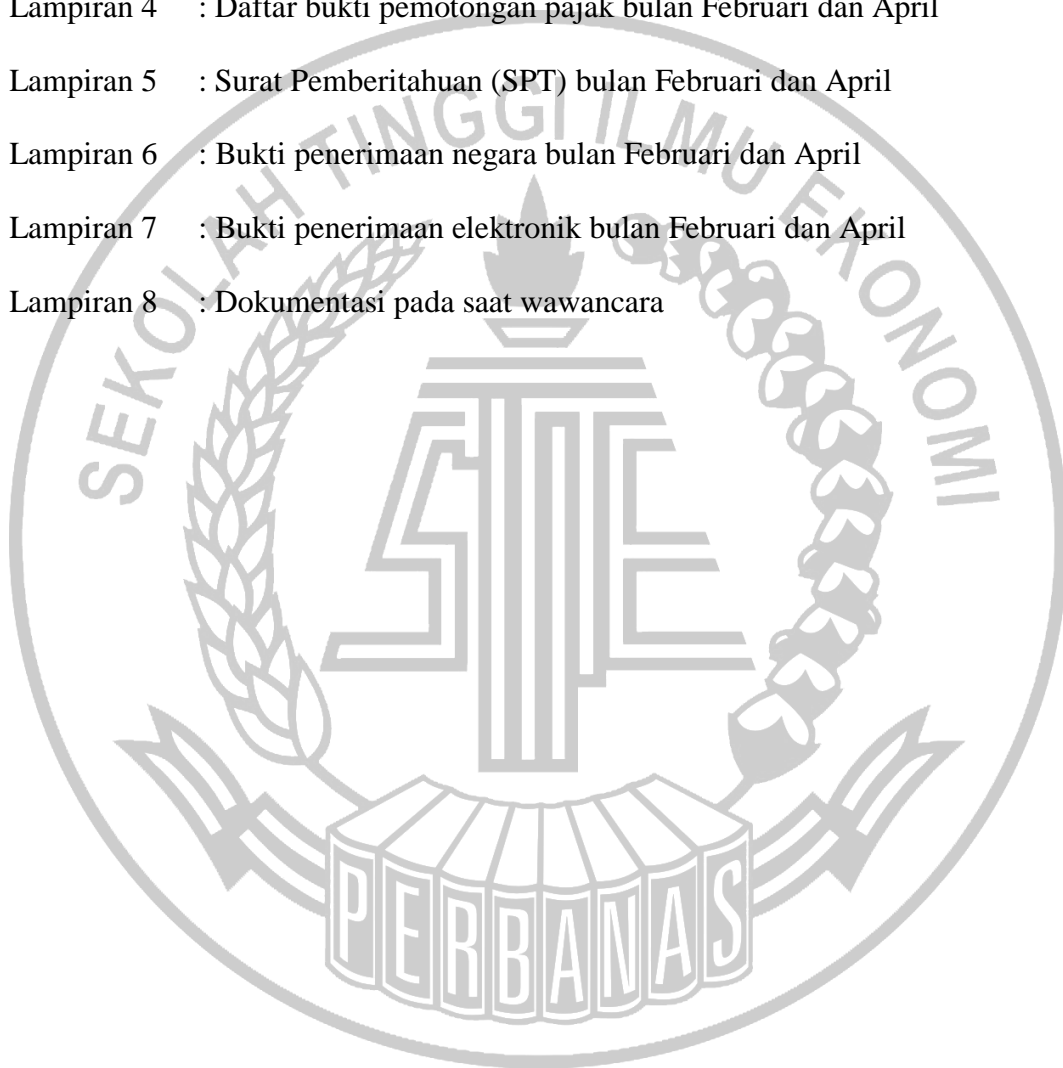 Lampiran 4 : Daftar bukti pemotongan pajak bulan Februari dan April
Lampiran 5 : Surat Pemberitahuan (SPT) bulan Februari dan April
Lampiran 6 : Bukti penerimaan negara bulan Februari dan April
Lampiran 7 : Bukti penerimaan elektronik bulan Februari dan April
Lampiran 8 : Dokumentasi pada saat wawancara
SEKOLAH TINGGI ILMU EKONOMI
STIE
PERBANAS